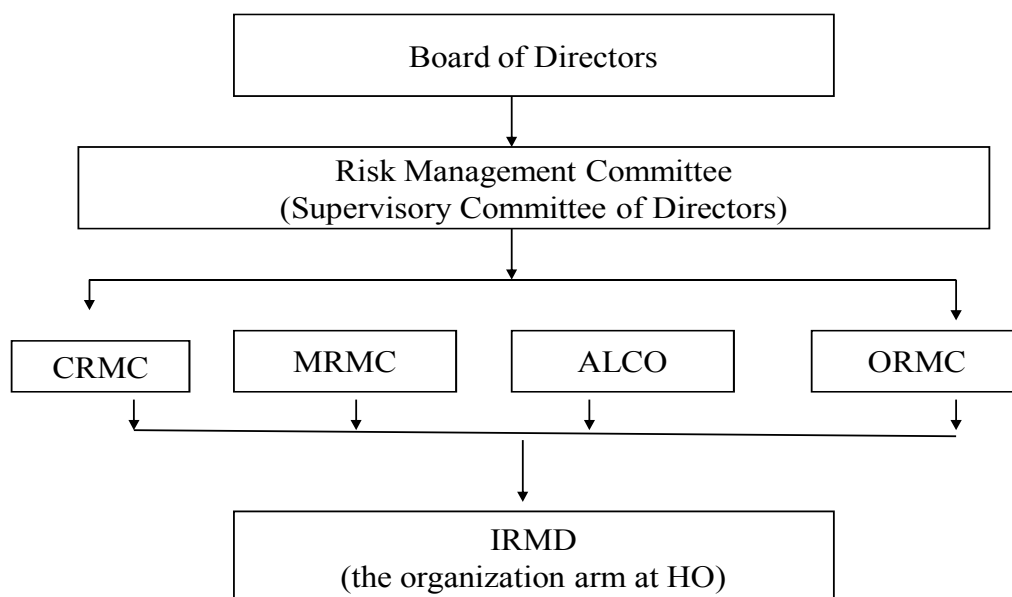 Board of Directors
Risk Management Committee
(Supervisory Committee of Directors)
CRMC
MRMC
ALCO
ORMC
IRMD
(the organization arm at HO)